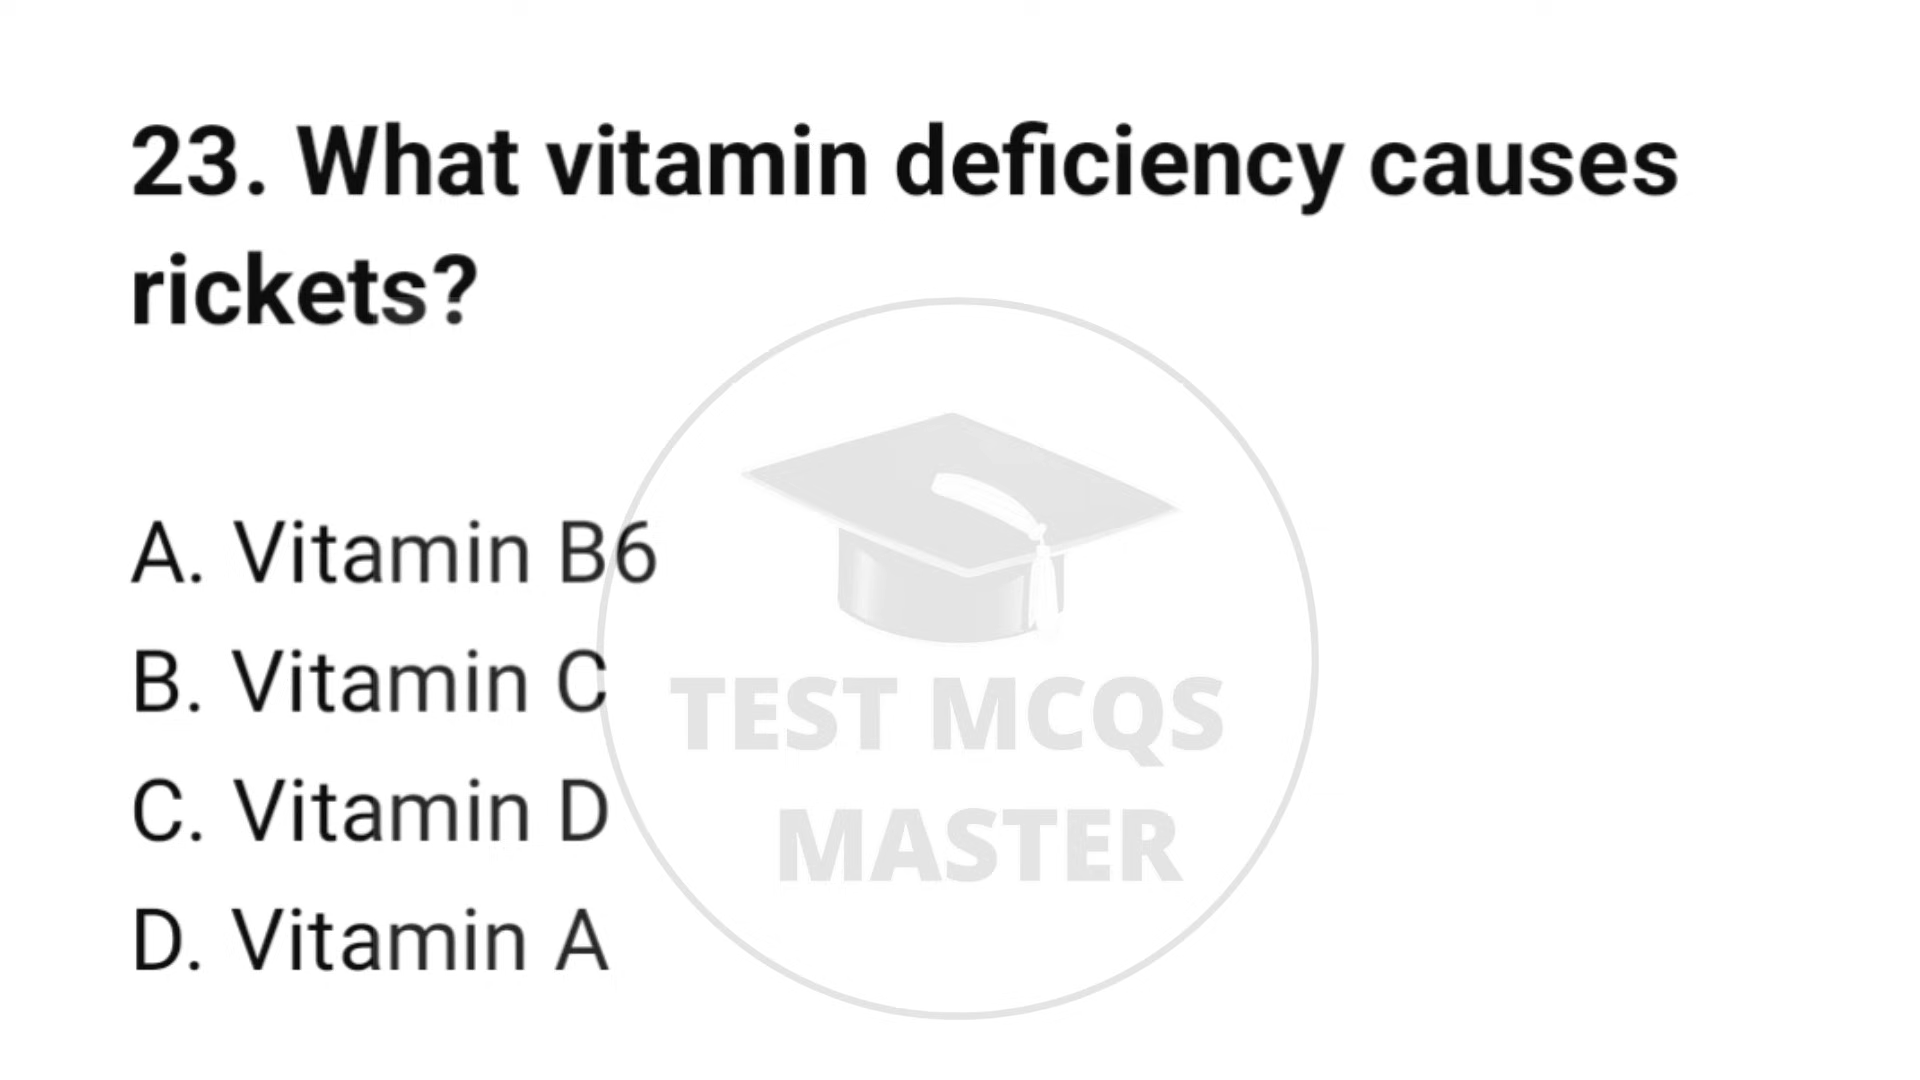 23. What vitamin deficiency causes
rickets?
A. Vitamin B6
B. Vitamin C
C. Vitamin D
D. Vitamin A
TEST MCQS
MASTER